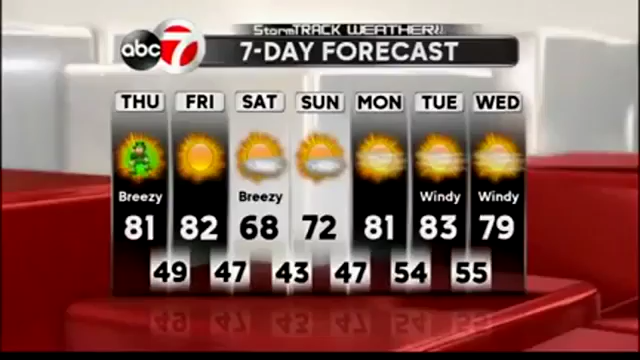 StormTRACK WEATHER
abc 7
7-DAY FORECAST
THU FRI SAT SUN MON TUE WED
Breezy Breezy Windy Windy
81 82 68 72 81 83 79
49 47 43 47 54 55